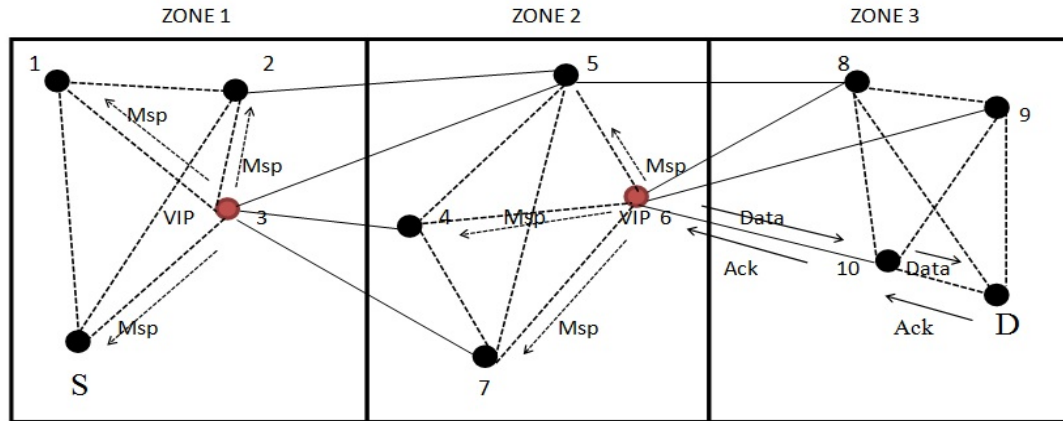 ZONE 1 ZONE 2 ZONE 3
1 2 5 8 9
Msp
Msp
Msp
VIP 3 4 Msp VIP 6 Data
Ack 10 Data
Msp Msp Ack D
S 7